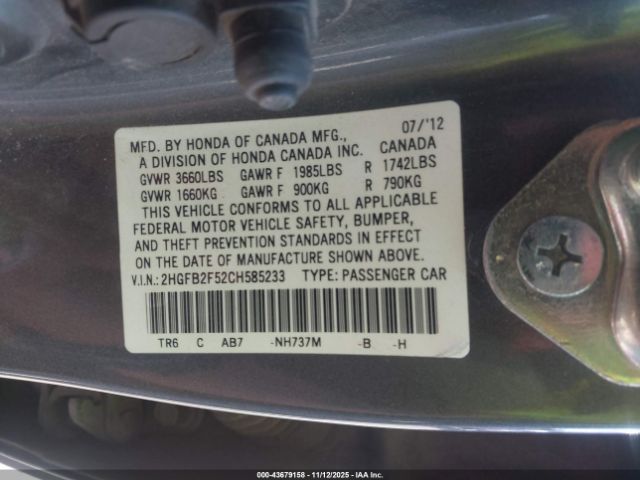 07/'12
MFD. BY HONDA OF CANADA MFG., CANADA
A DIVISION OF HONDA CANADA INC.
GVWR 3660LBS GAWR F 1985LBS R 1742LBS
GVWR 1660KG GAWR F 900KG R 790KG
THIS VEHICLE CONFORMS TO ALL APPLICABLE
FEDERAL MOTOR VEHICLE SAFETY, BUMPER,
AND THEFT PREVENTION STANDARDS IN EFFECT
ON THE DATE OF MANUFACTURE SHOWN ABOVE.
V.I.N.: 2HGFB2F52CH585233 TYPE: PASSENGER CAR
TR6 C AB7 -NH737M -B -H
000-43679158 - 11/12/2025 - IAA Inc.